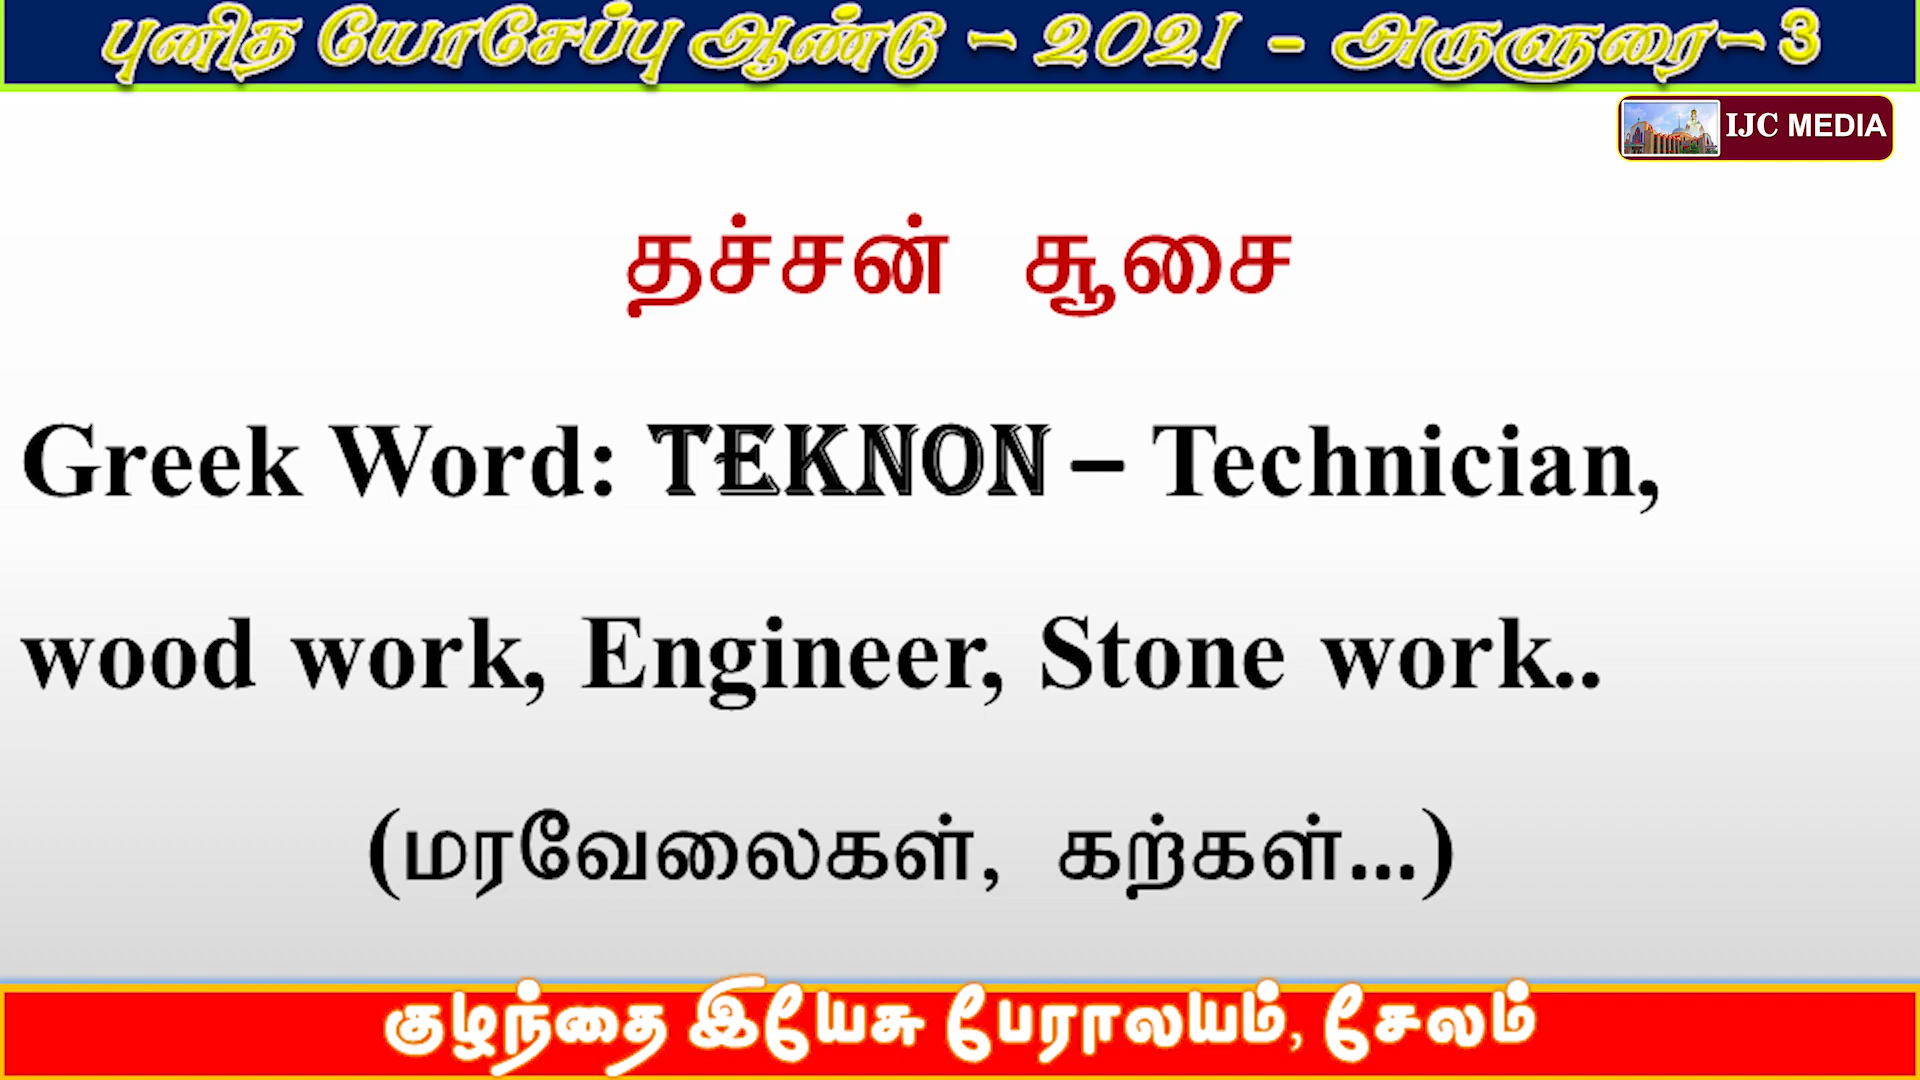 புனித யோசேப்பு ஆண்டு – 2021 - அருளுரை– 3
IJC MEDIA
தச்சன் சூசை
Greek Word: TEKNON – Technician,
wood work, Engineer, Stone work..
(மரவேலைகள், கற்கள்...)
குழந்தை இயேசு பேராலயம், சேலம்